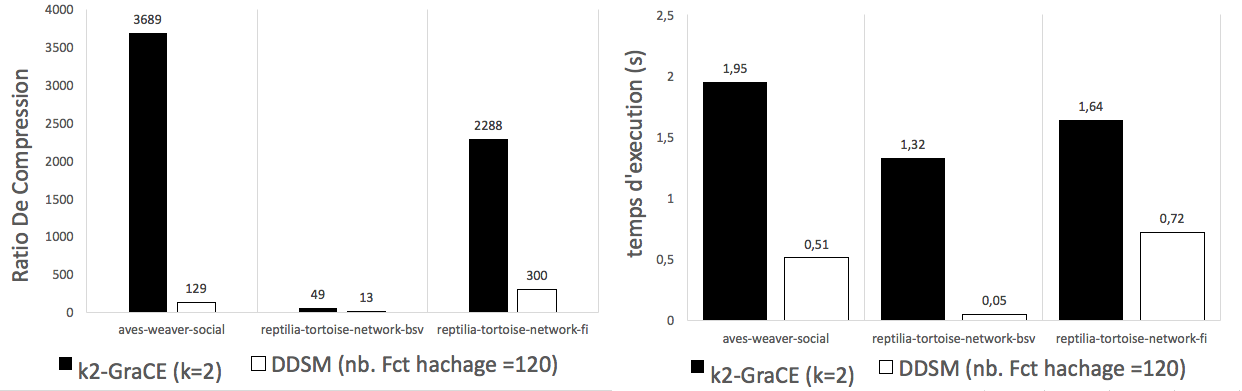 Ratio De Compression
4000
3500
3000
2500
2000
1500
1000
500
0
3689
129
49
13
2288
300
aves-weaver-social
reptilia-tortoise-network-bsv
reptilia-tortoise-network-fi
k2-GraCE (k=2)
DDSM (nb. Fct hachage =120)
temps d'execution (s)
2,5
2
1,5
1
0,5
0
1,95
0,51
1,32
0,05
1,64
0,72
aves-weaver-social
reptilia-tortoise-network-bsv
reptilia-tortoise-network-fi
k2-GraCE (k=2)
DDSM (nb. Fct hachage =120)